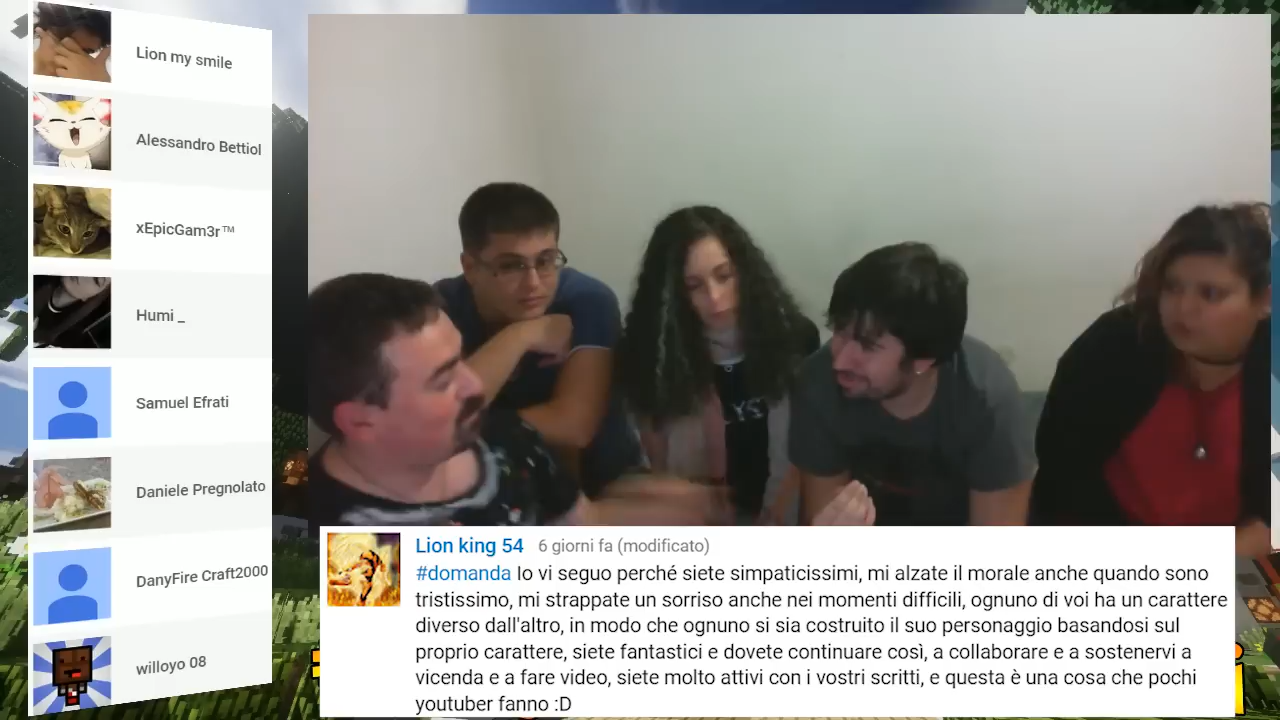 Lion my smile
Alessandro Bettiol
xEpicGam3r™
Humi _
Samuel Efrati
Daniele Pregnolato
DanyFire Craft2000
willoyo 08
Lion king 54 6 giorni fa (modificato)
#domanda Io vi seguo perché siete simpaticissimi, mi alzate il morale anche quando sono
tristissimo, mi strappate un sorriso anche nei momenti difficili, ognuno di voi ha un carattere
diverso dall'altro, in modo che ognuno si sia costruito il suo personaggio basandosi sul
proprio carattere, siete fantastici e dovete continuare così, a collaborare e a sostenervi a
vicenda e a fare video, siete molto attivi con i vostri scritti, e questa è una cosa che pochi
youtuber fanno :D